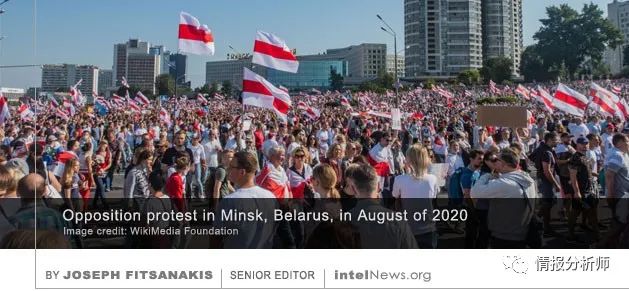 Opposition protest in Minsk, Belarus, in August of 2020
Image credit: WikiMedia Foundation
BY JOSEPH FITSANAKIS SENIOR EDITOR intelNews.org
情报分析师